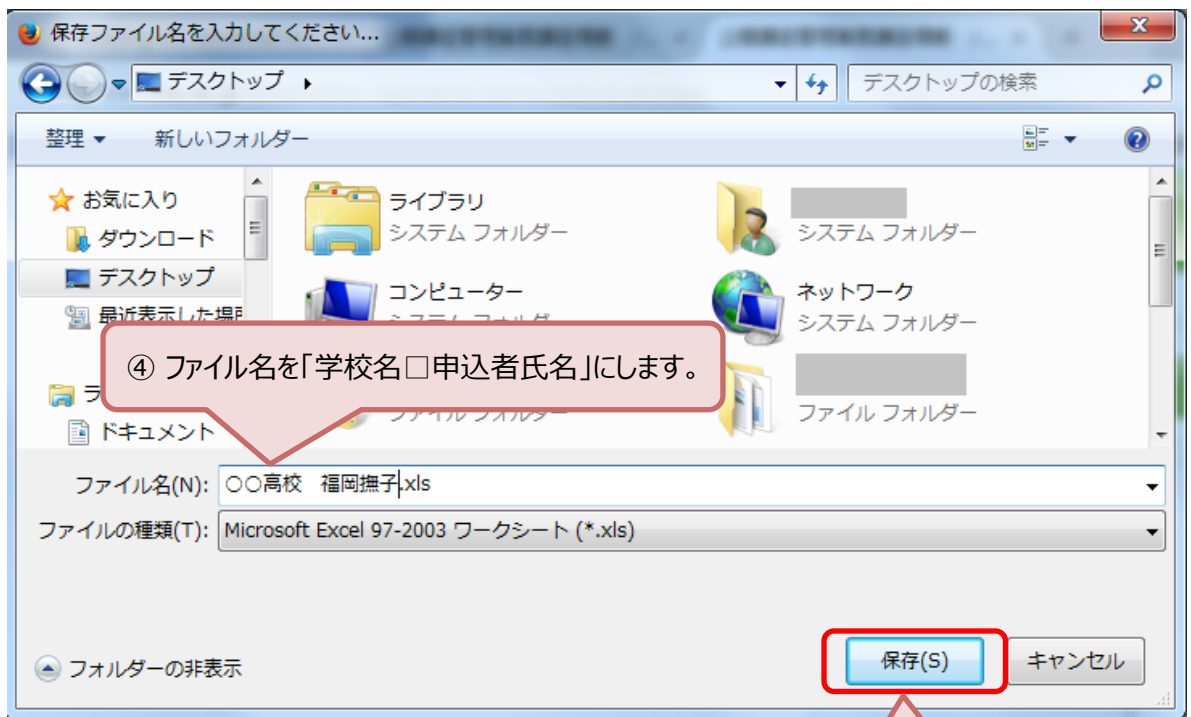 保存ファイル名を入力してください...
デスクトップ
デスクトップの検索
整理
新しいフォルダー
お気に入り
ダウンロード
デスクトップ
最近表示した場所
ドキュメント
ライブラリ
システム フォルダー
システム フォルダー
コンピューター
ネットワーク
システム フォルダー
ファイル フォルダー
ファイル フォルダー
④ ファイル名を「学校名□申込者氏名」にします。
ファイル名(N): 〇〇高校　福岡撫子.xls
ファイルの種類(T): Microsoft Excel 97-2003 ワークシート (*.xls)
フォルダーの非表示
保存(S)
キャンセル